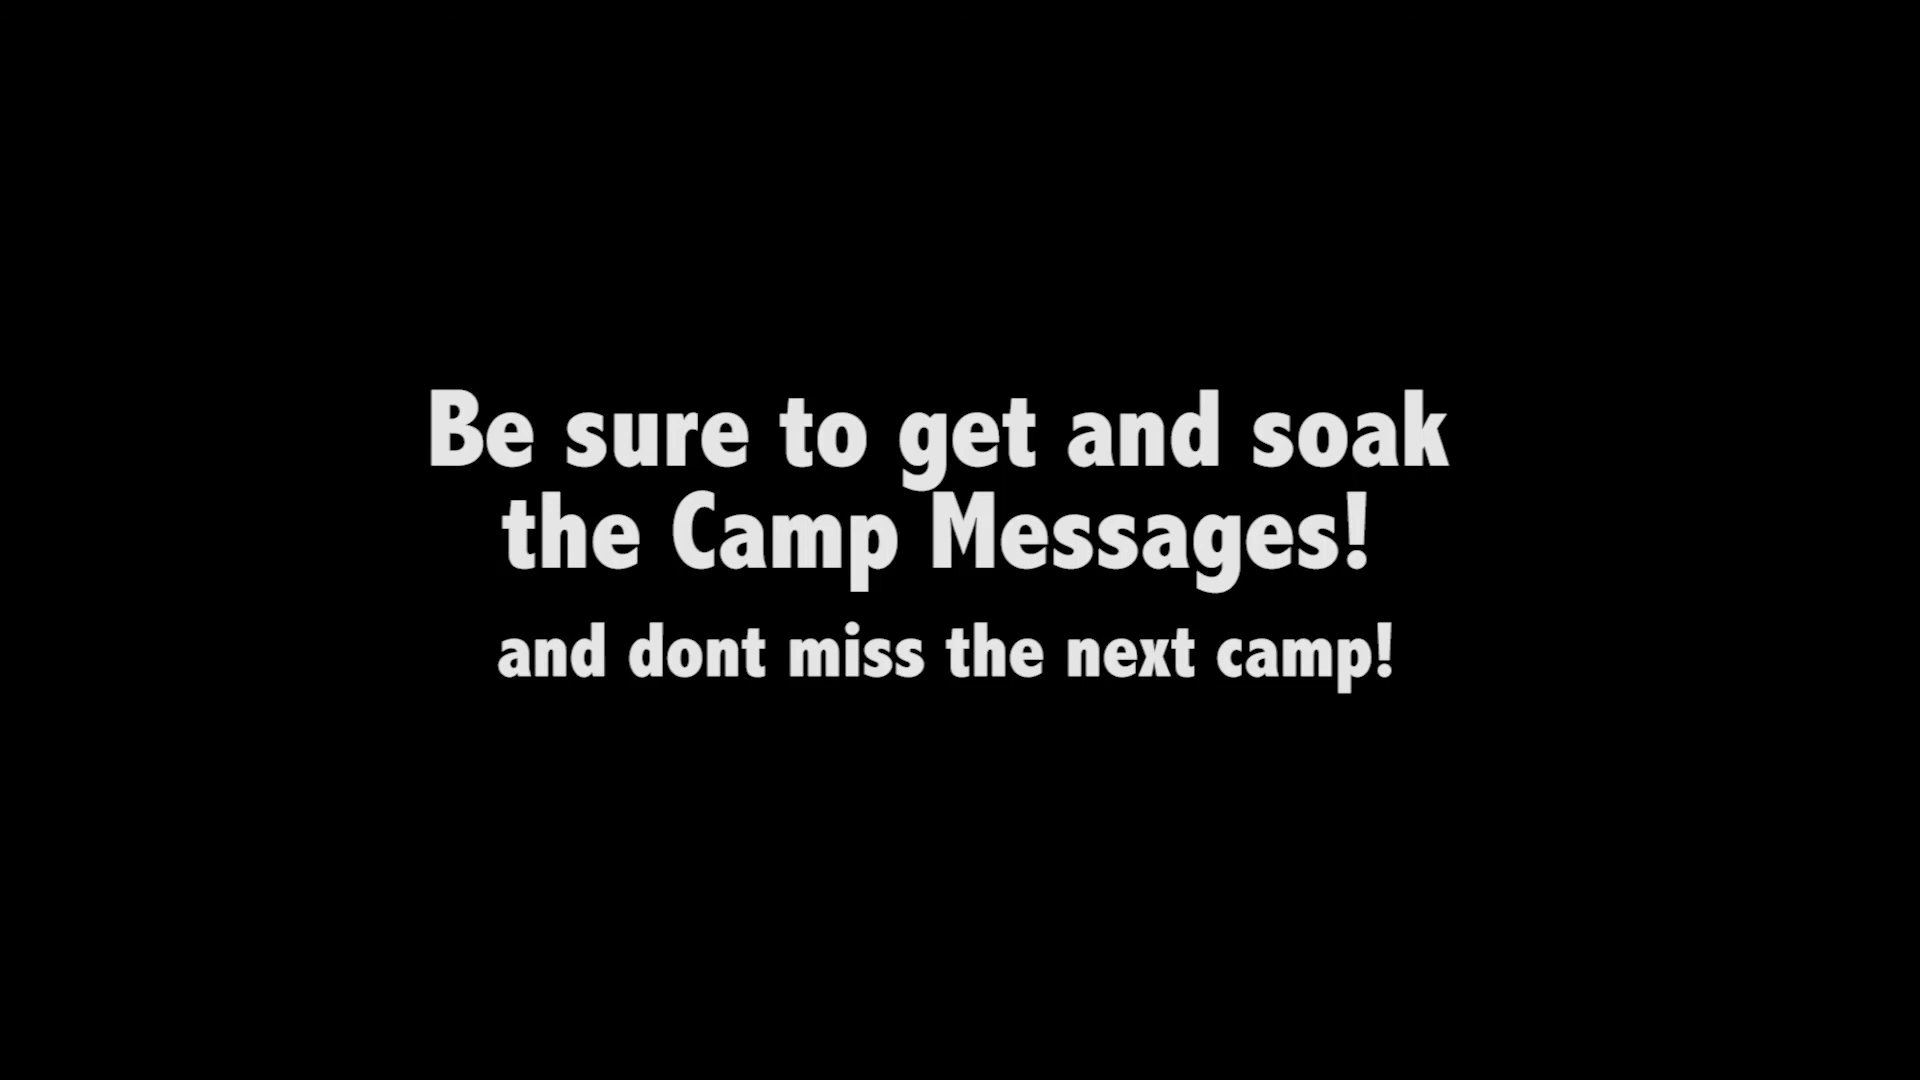 Be sure to get and soak
the Camp Messages!
and dont miss the next camp!